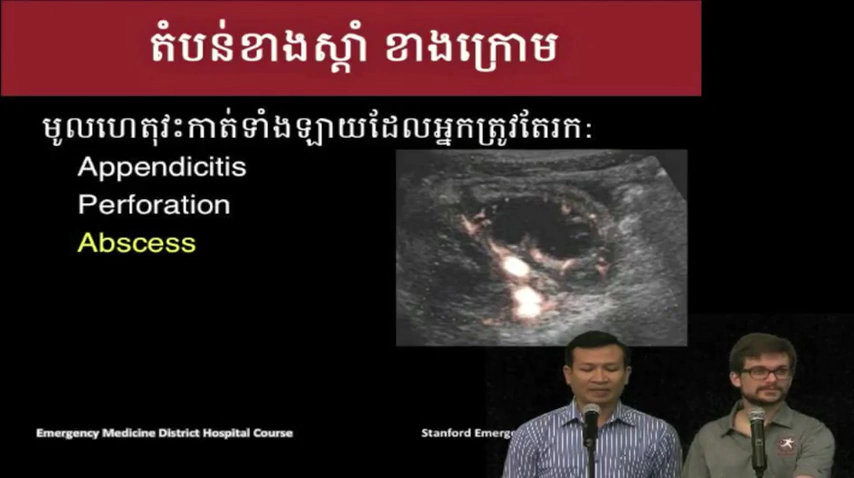 តំបន់ខាងស្តាំ ខាងក្រោម
មូលហេតុវះកាត់ទាំងឡាយដែលអ្នកត្រូវតែរក:
Appendicitis
Perforation
Abscess
Emergency Medicine District Hospital Course
Stanford